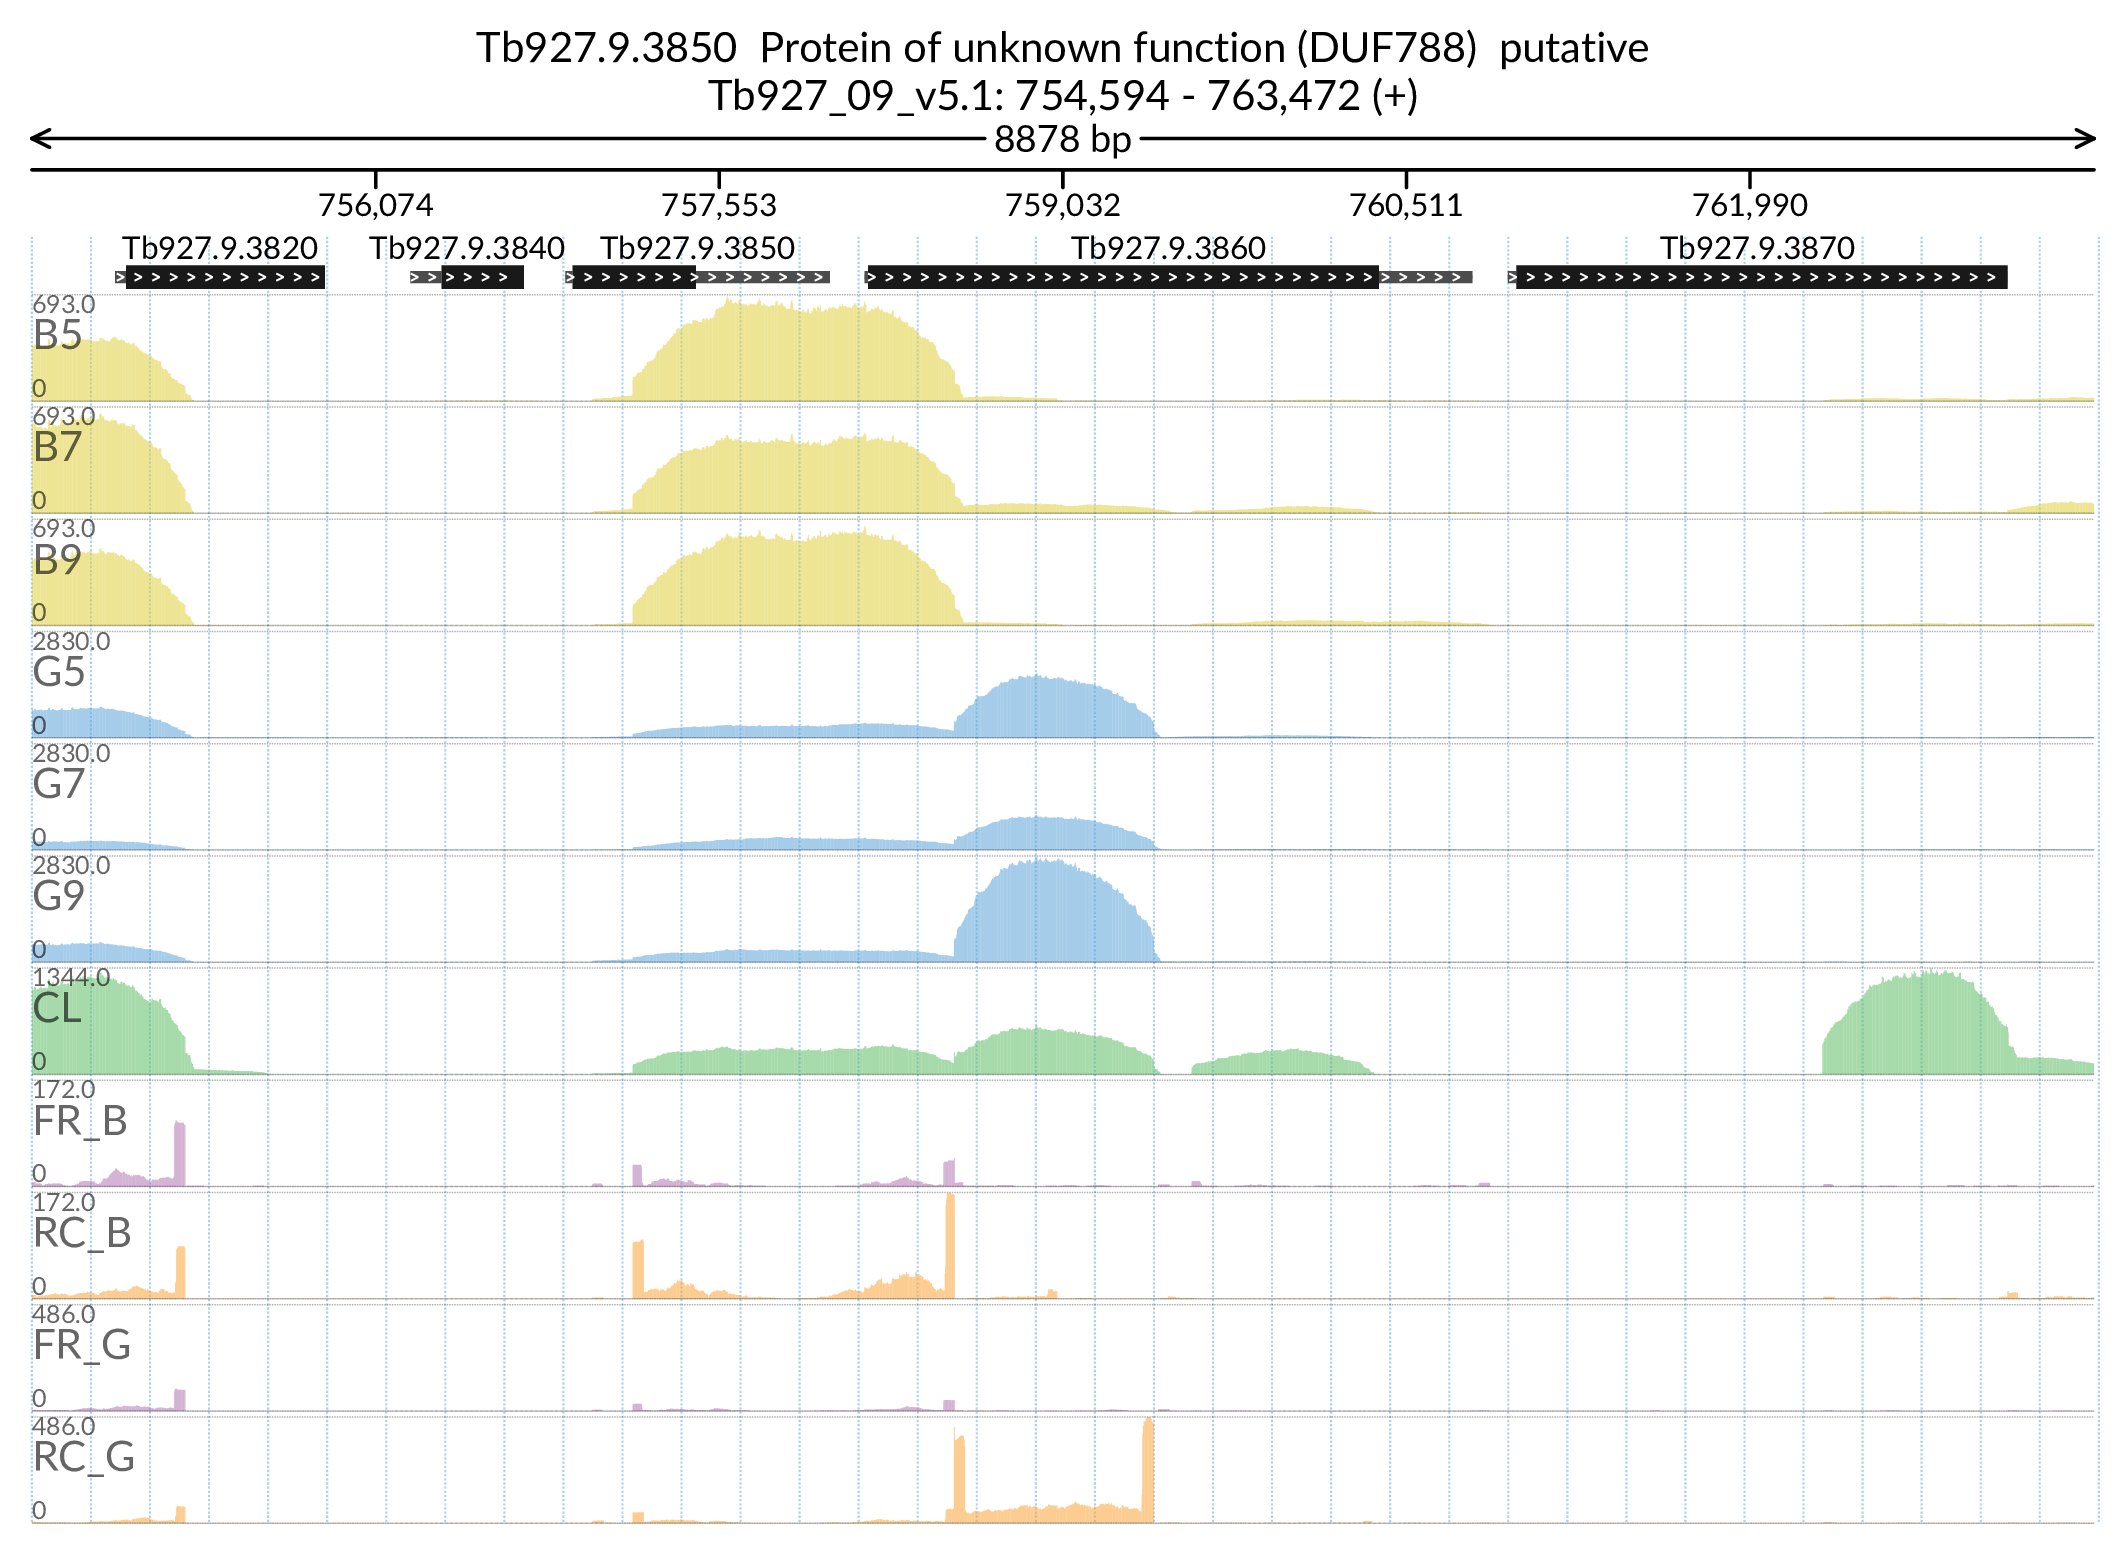 Tb927.9.3850  Protein of unknown function (DUF788)  putative
Tb927_09_v5.1: 754,594 - 763,472 (+)
8878 bp
756,074 757,553 759,032 760,511 761,990
Tb927.9.3820 Tb927.9.3840 Tb927.9.3850 Tb927.9.3860 Tb927.9.3870
693.0
B5
0
693.0
B7
0
693.0
B9
0
2830.0
G5
0
2830.0
G7
0
2830.0
G9
0
1344.0
CL
0
172.0
FR_B
0
172.0
RC_B
0
486.0
FR_G
0
486.0
RC_G
0